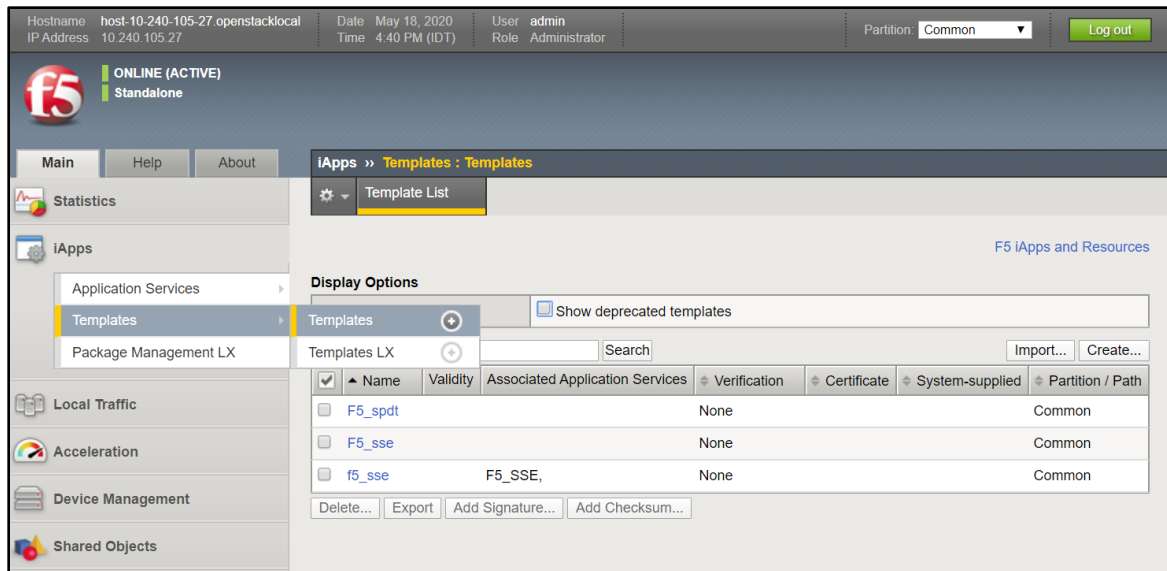 Hostname host-10-240-105-27.openstacklocal Date May 18, 2020 User admin
IP Address 10.240.105.27 Time 4:40 PM (IDT) Role Administrator
Partition: Common Log out
f5
ONLINE (ACTIVE)
Standalone
Main Help About
iApps ›› Templates : Templates
Statistics
Template List
iApps
F5 iApps and Resources
Application Services
Display Options
Templates
Templates
Show deprecated templates
Package Management LX
Templates LX
Search Import... Create...
Name Validity Associated Application Services Verification Certificate System-supplied Partition / Path
Local Traffic
F5_spdt None Common
F5_sse None Common
Acceleration
f5_sse F5_SSE, None Common
Device Management
Delete... Export Add Signature... Add Checksum...
Shared Objects